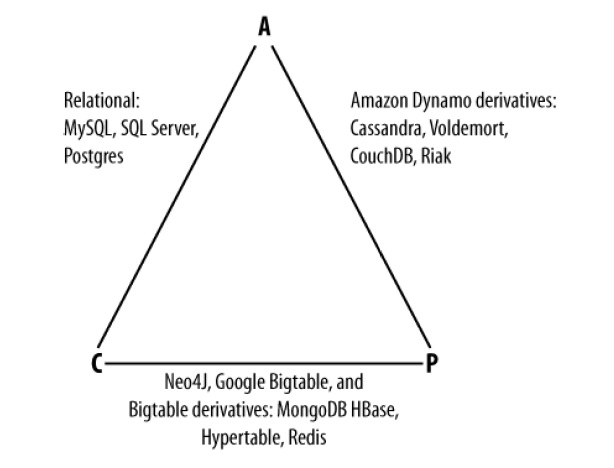 A
Relational:
MySQL, SQL Server,
Postgres
Amazon Dynamo derivatives:
Cassandra, Voldemort,
CouchDB, Riak
C
P
Neo4J, Google Bigtable, and
Bigtable derivatives: MongoDB HBase,
Hypertable, Redis